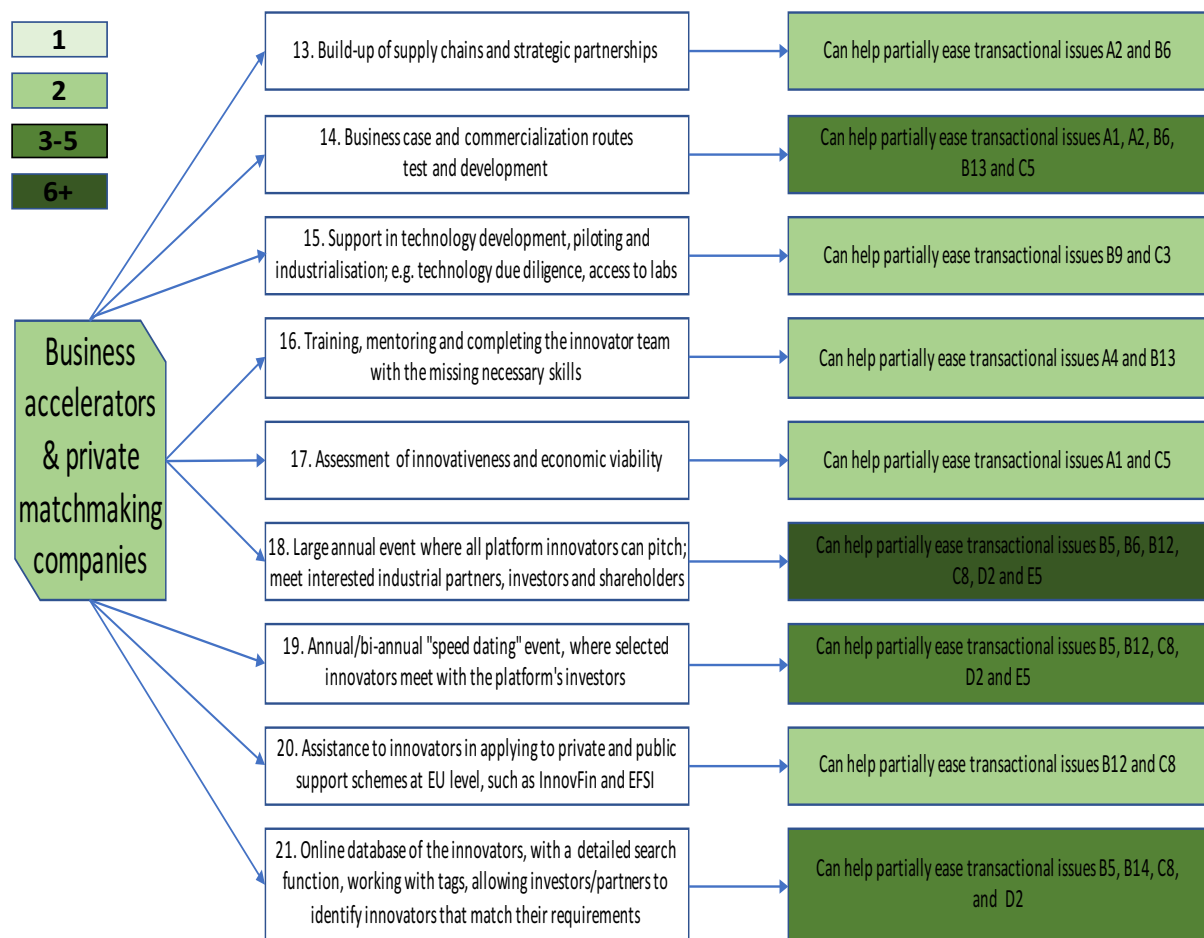 1
2
3-5
6+
Business
accelerators
& private
matchmaking
companies
13. Build-up of supply chains and strategic partnerships
Can help partially ease transactional issues A2 and B6
14. Business case and commercialization routes
test and development
Can help partially ease transactional issues A1, A2, B6,
B13 and C5
15. Support in technology development, piloting and
industrialisation; e.g. technology due diligence, access to labs
Can help partially ease transactional issues B9 and C3
16. Training, mentoring and completing the innovator team
with the missing necessary skills
Can help partially ease transactional issues A4 and B13
17. Assessment of innovativeness and economic viability
Can help partially ease transactional issues A1 and C5
18. Large annual event where all platform innovators can pitch;
meet interested industrial partners, investors and shareholders
Can help partially ease transactional issues B5, B6, B12,
C8, D2 and E5
19. Annual/bi-annual "speed dating" event, where selected
innovators meet with the platform's investors
Can help partially ease transactional issues B5, B12, C8,
D2 and E5
20. Assistance to innovators in applying to private and public
support schemes at EU level, such as InnovFin and EFSI
Can help partially ease transactional issues B12 and C8
21. Online database of the innovators, with a detailed search
function, working with tags, allowing investors/partners to
identify innovators that match their requirements
Can help partially ease transactional issues B5, B14, C8,
and D2